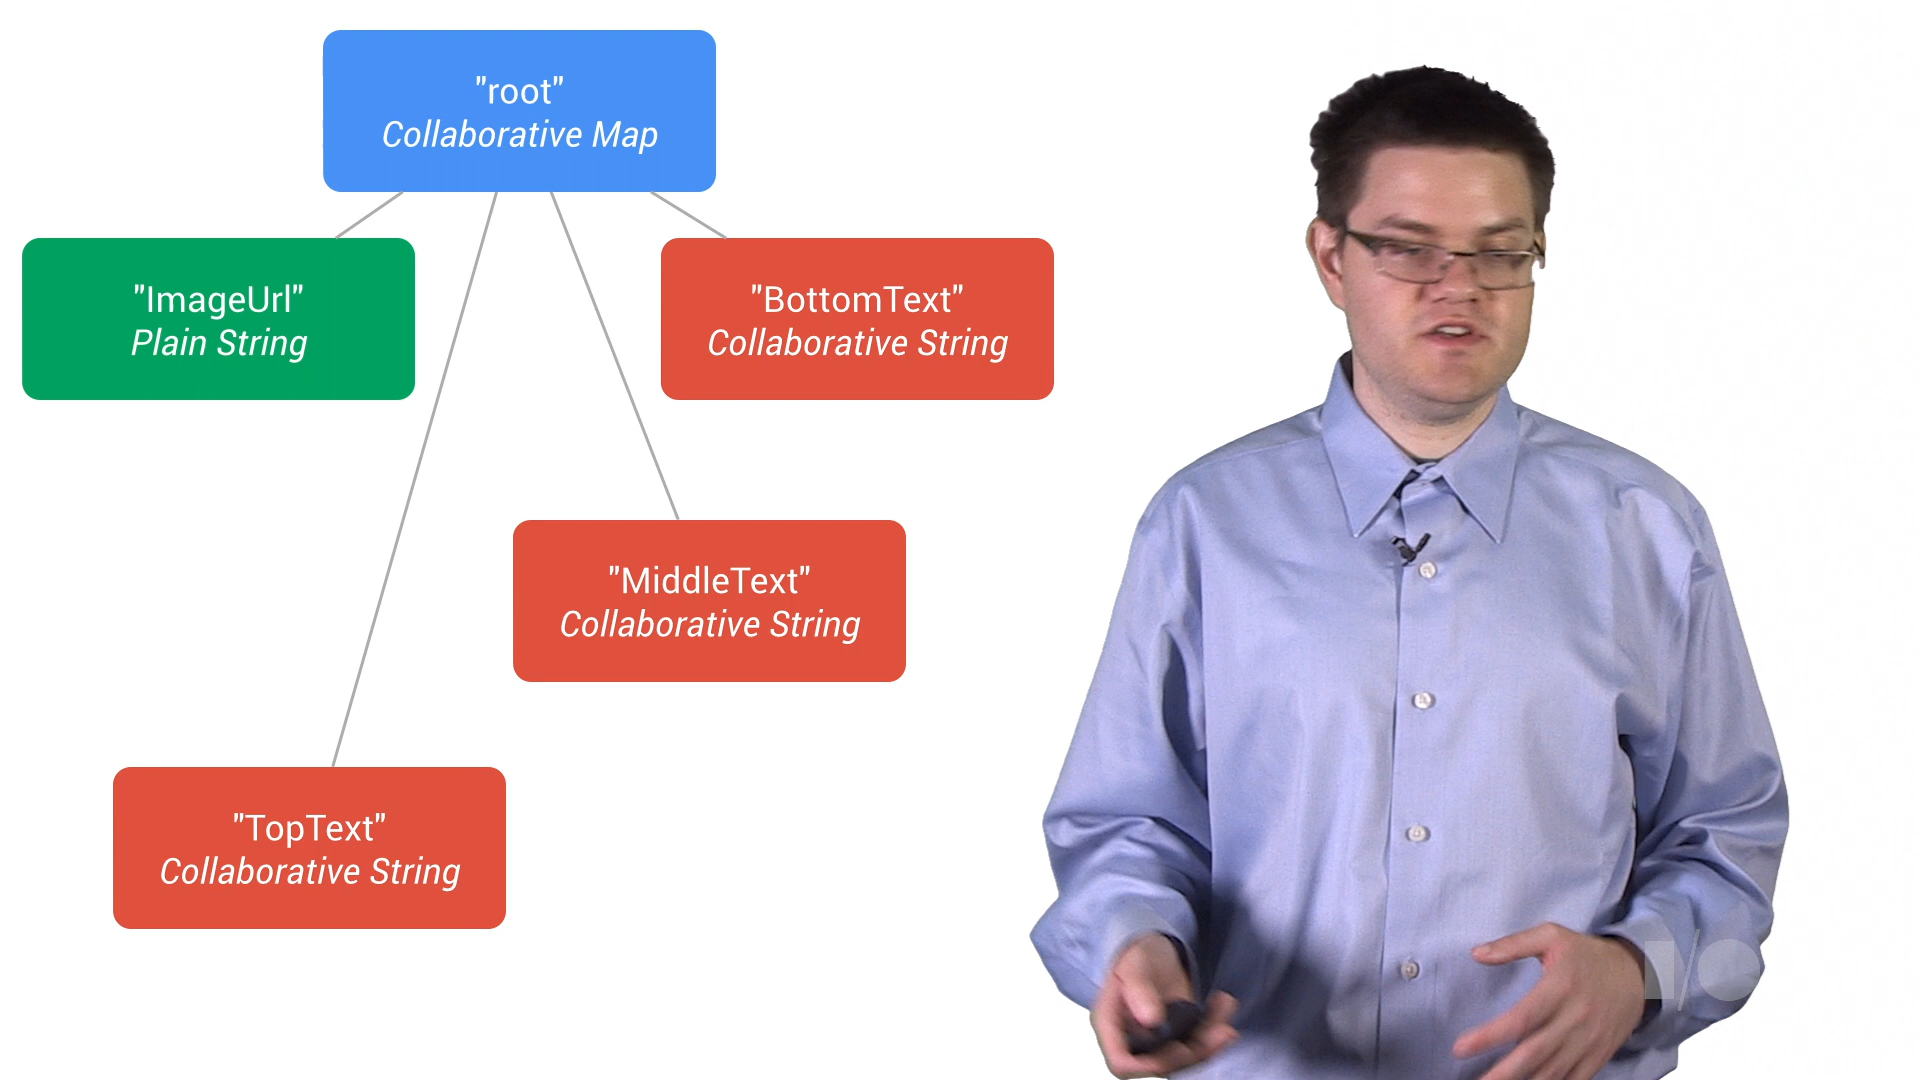 "root"
Collaborative Map
"ImageUrl"
Plain String
"BottomText"
Collaborative String
"MiddleText"
Collaborative String
"TopText"
Collaborative String
I/O